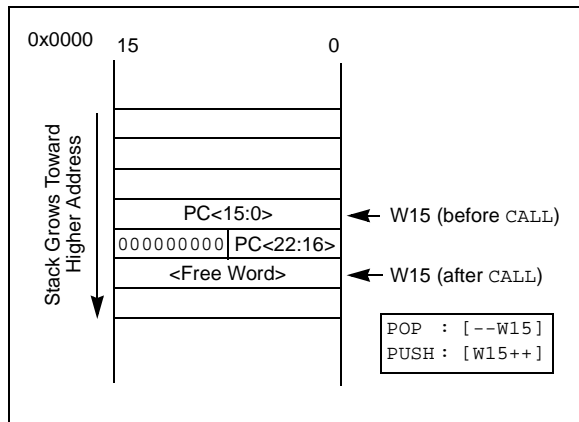 0x0000
15 0
Stack Grows Toward
Higher Address
PC<15:0>
W15 (before CALL)
000000000 PC<22:16>
<Free Word>
W15 (after CALL)
POP : [--W15]
PUSH : [W15++]